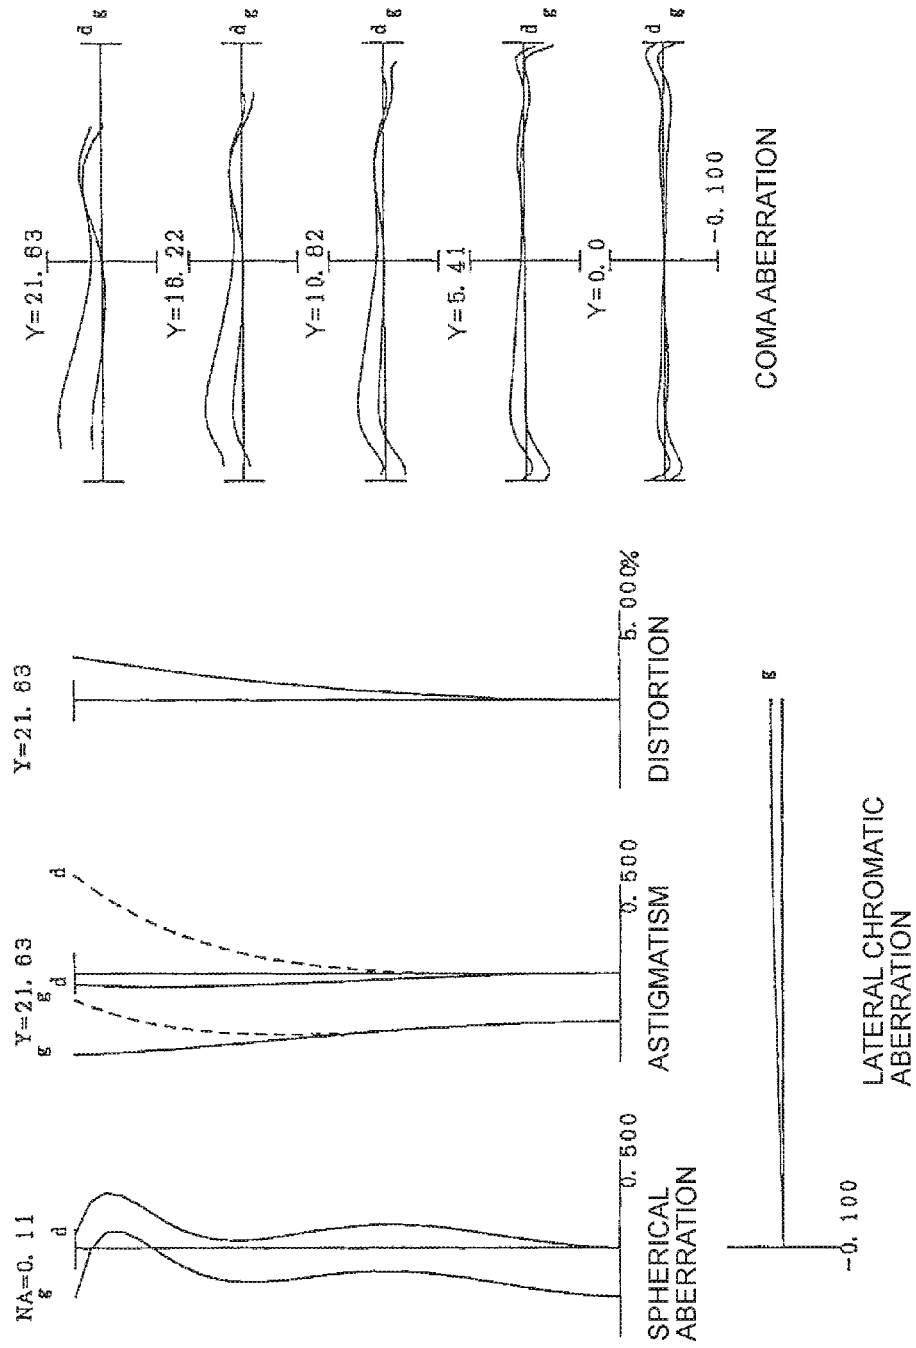 NA=0.11
g
d
0.500
SPHERICAL
ABERRATION
Y=21.63
g
g
d
d
0.500
ASTIGMATISM
Y=21.63
5.000%
DISTORTION
Y=21.63
d g
Y=16.22
d g
Y=10.82
d g
Y=5.41
d g
Y=0.0
d g
-0.100
COMA ABERRATION
g
-0.100
LATERAL CHROMATIC
ABERRATION